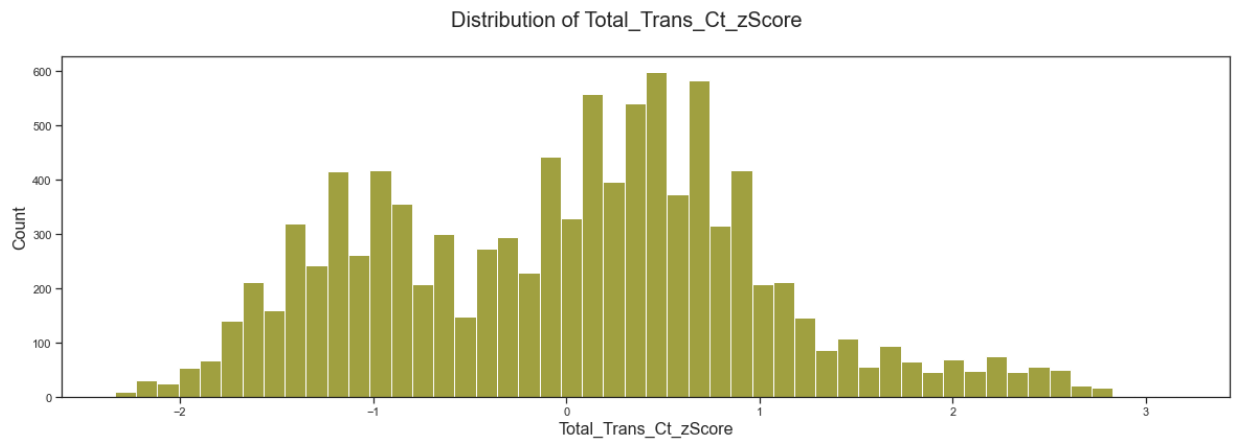 Distribution of Total_Trans_Ct_zScore
600
500
400
300
200
100
0
Count
−2 −1 0 1 2 3
Total_Trans_Ct_zScore